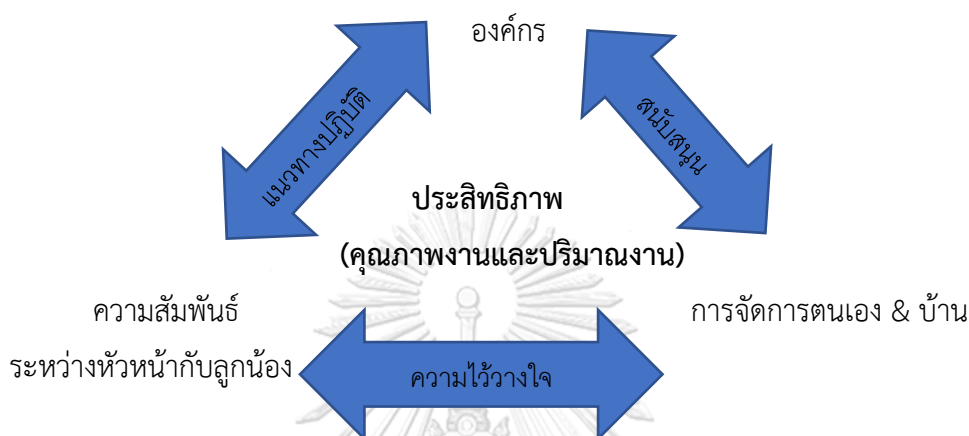 องค์กร
แนวทางปฏิบัติ
สนับสนุน
ประสิทธิภาพ
(คุณภาพงานและปริมาณงาน)
ความสัมพันธ์
ระหว่างหัวหน้ากับลูกน้อง
การจัดการตนเอง & บ้าน
ความไว้วางใจ